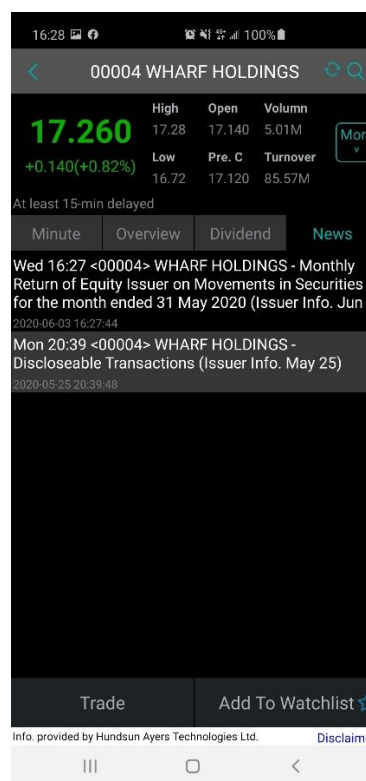 16:28 100%
00004 WHARF HOLDINGS
High Open Volumn
17.260 17.28 17.140 5.01M
Mor
Low Pre. C Turnover
+0.140(+0.82%) 16.72 17.120 85.57M
At least 15-min delayed
Minute Overview Dividend News
Wed 16:27 <00004> WHARF HOLDINGS - Monthly
Return of Equity Issuer on Movements in Securities
for the month ended 31 May 2020 (Issuer Info. Jun
2020-06-03 16:27:44
Mon 20:39 <00004> WHARF HOLDINGS -
Discloseable Transactions (Issuer Info. May 25)
2020-05-25 20:39:48
Trade Add To Watchlist
Info. provided by Hundsun Ayers Technologies Ltd. Disclaim